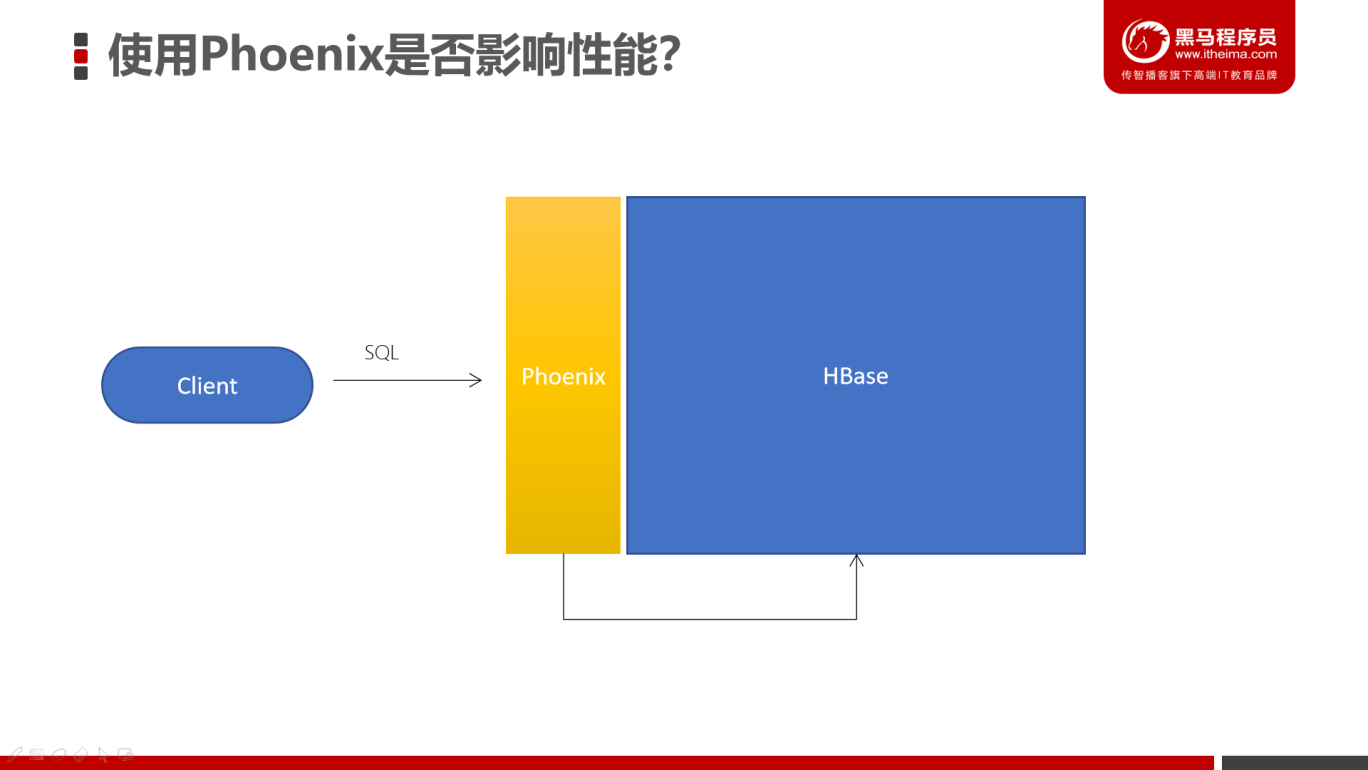 使用Phoenix是否影响性能?
黑马程序员
www.itheima.com
传智播客旗下高端IT教育品牌
SQL
Client
Phoenix
HBase